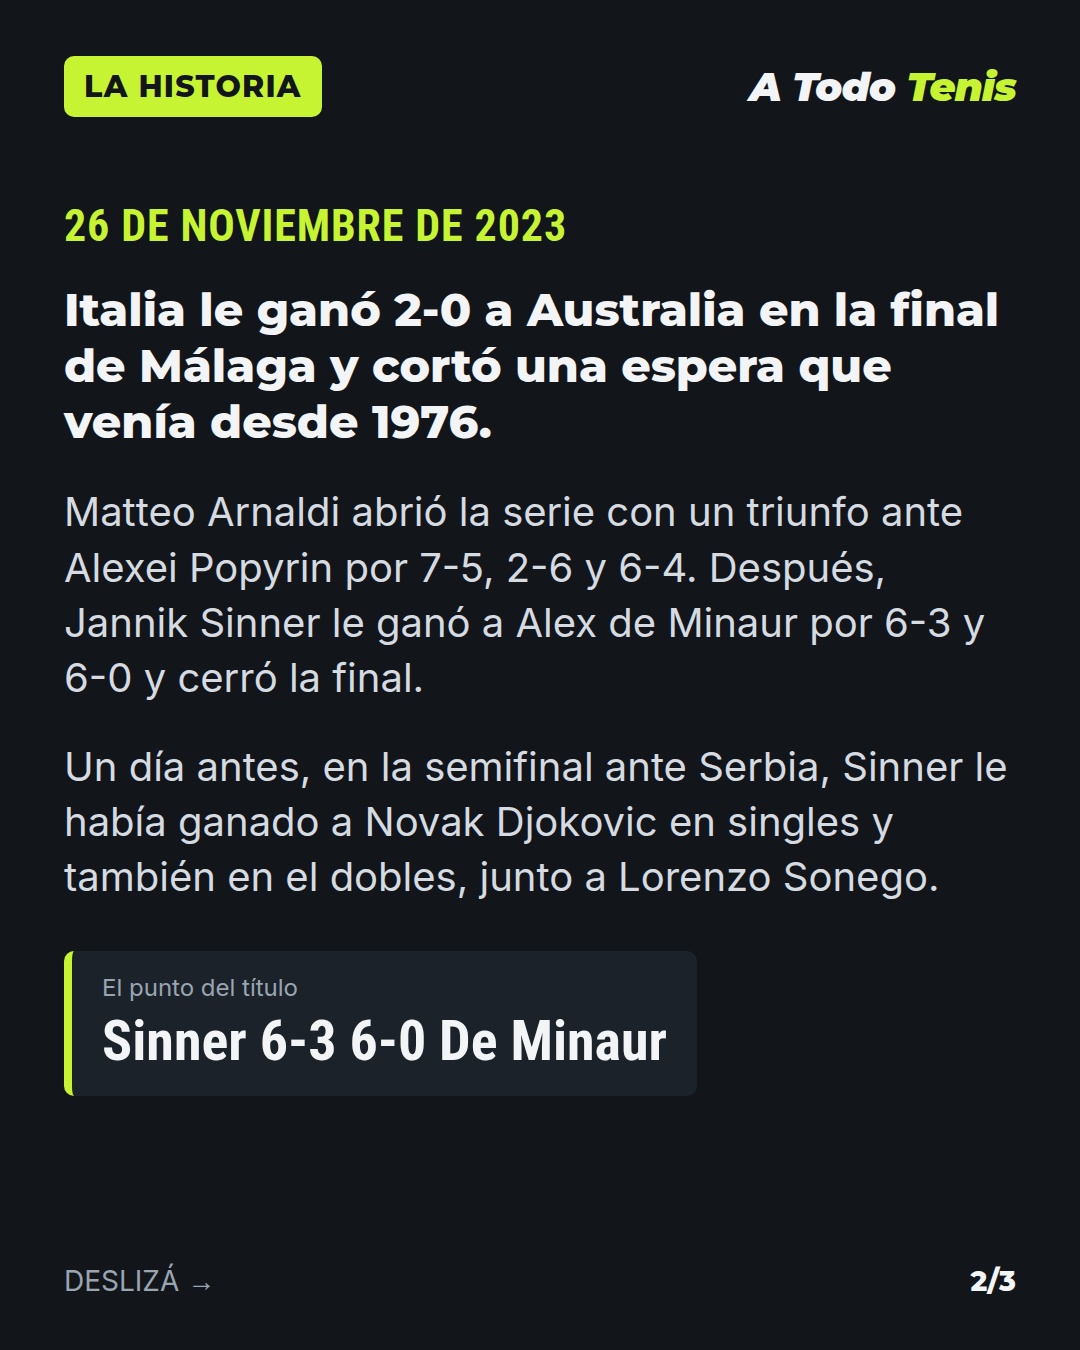 LA HISTORIA
A Todo Tenis
26 DE NOVIEMBRE DE 2023
Italia le ganó 2-0 a Australia en la final
de Málaga y cortó una espera que
venía desde 1976.
Matteo Arnaldi abrió la serie con un triunfo ante
Alexei Popyrin por 7-5, 2-6 y 6-4. Después,
Jannik Sinner le ganó a Alex de Minaur por 6-3 y
6-0 y cerró la final.
Un día antes, en la semifinal ante Serbia, Sinner le
había ganado a Novak Djokovic en singles y
también en el dobles, junto a Lorenzo Sonego.
El punto del título
Sinner 6-3 6-0 De Minaur
DESLIZÁ →
2/3